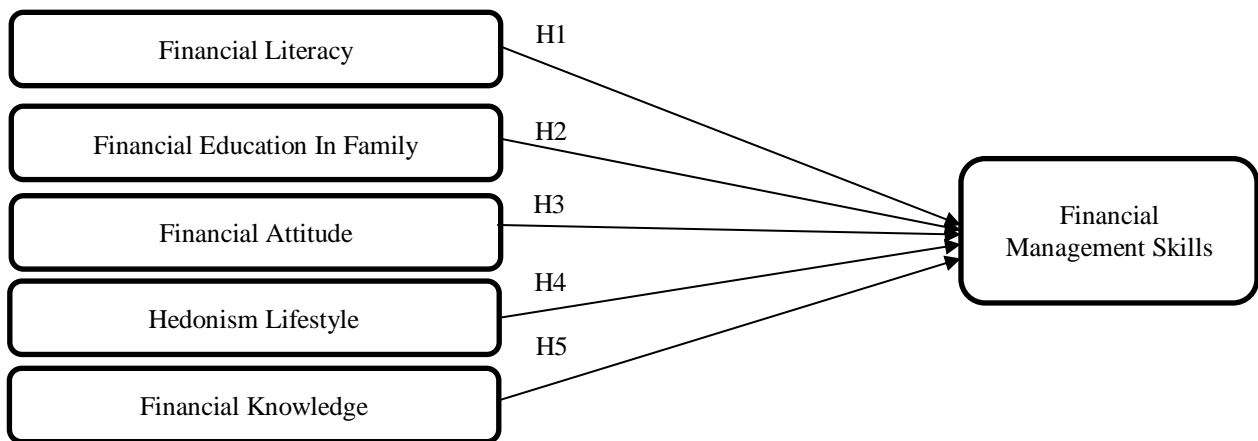 Financial Literacy
H1
Financial Education In Family
H2
Financial Attitude
H3
Hedonism Lifestyle
H4
Financial Knowledge
H5
Financial
Management Skills